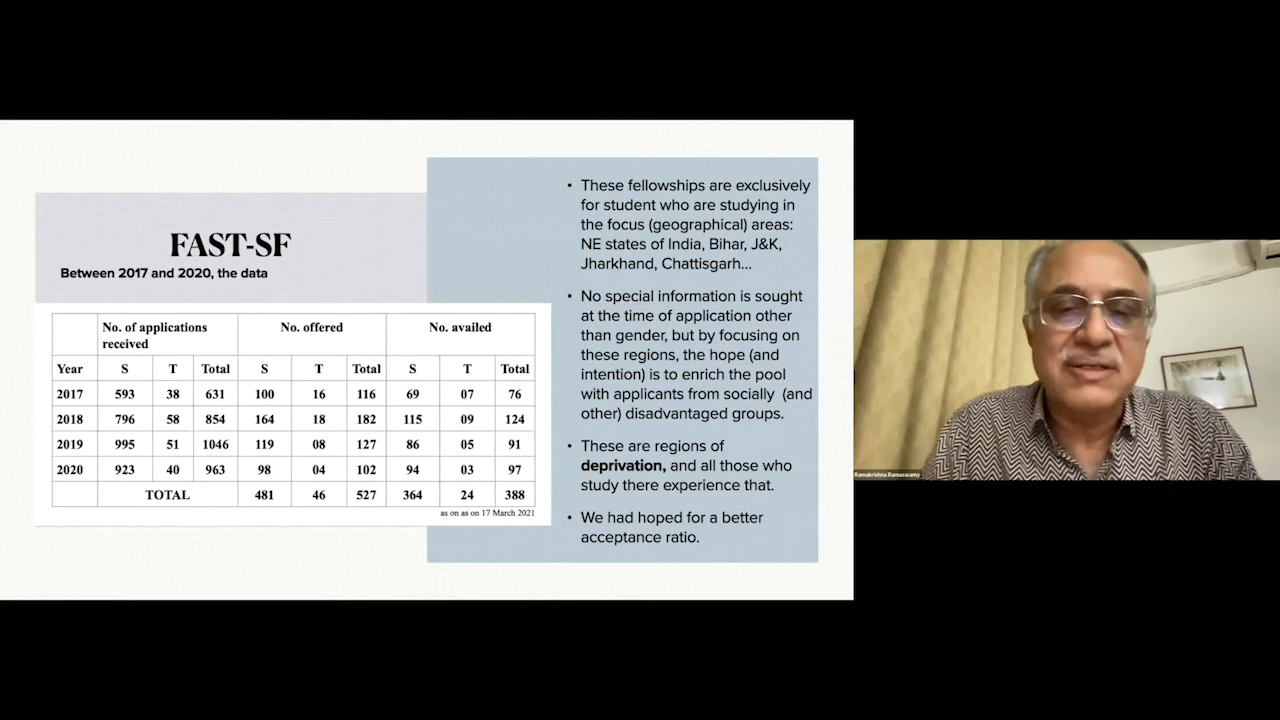 FAST-SF
Between 2017 and 2020, the data
No. of applications received No. offered No. availed
Year S T Total S T Total S T Total
2017 593 38 631 100 16 116 69 07 76
2018 796 58 854 164 18 182 115 09 124
2019 995 51 1046 119 08 127 86 05 91
2020 923 40 963 98 04 102 94 03 97
TOTAL 481 46 527 364 24 388
as on as on 17 March 2021
• These fellowships are exclusively
for student who are studying in
the focus (geographical) areas:
NE states of India, Bihar, J&K,
Jharkhand, Chattisgarh...
• No special information is sought
at the time of application other
than gender, but by focusing on
these regions, the hope (and
intention) is to enrich the pool
with applicants from socially (and
other) disadvantaged groups.
• These are regions of
deprivation, and all those who
study there experience that.
• We had hoped for a better
acceptance ratio.
Ramakrishna Ramaswamy